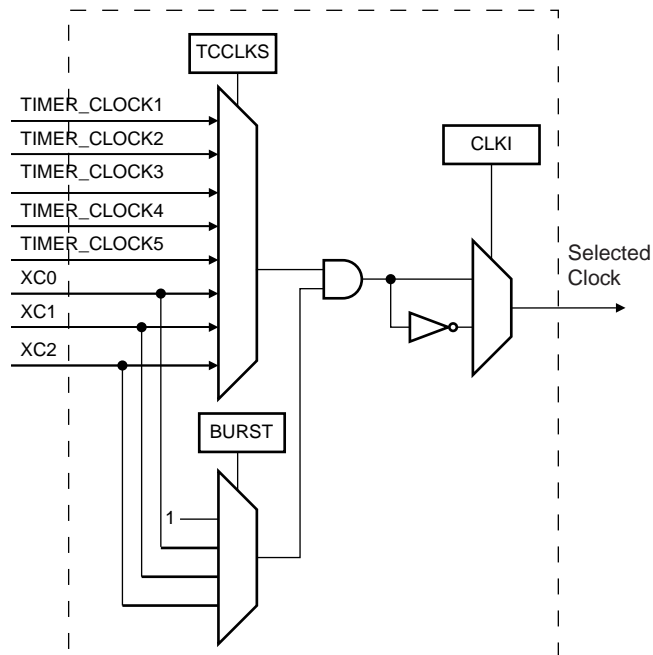 TCCLKS
TIMER_CLOCK1
TIMER_CLOCK2
TIMER_CLOCK3
TIMER_CLOCK4
TIMER_CLOCK5
XC0
XC1
XC2
CLKI
Selected
Clock
BURST
1